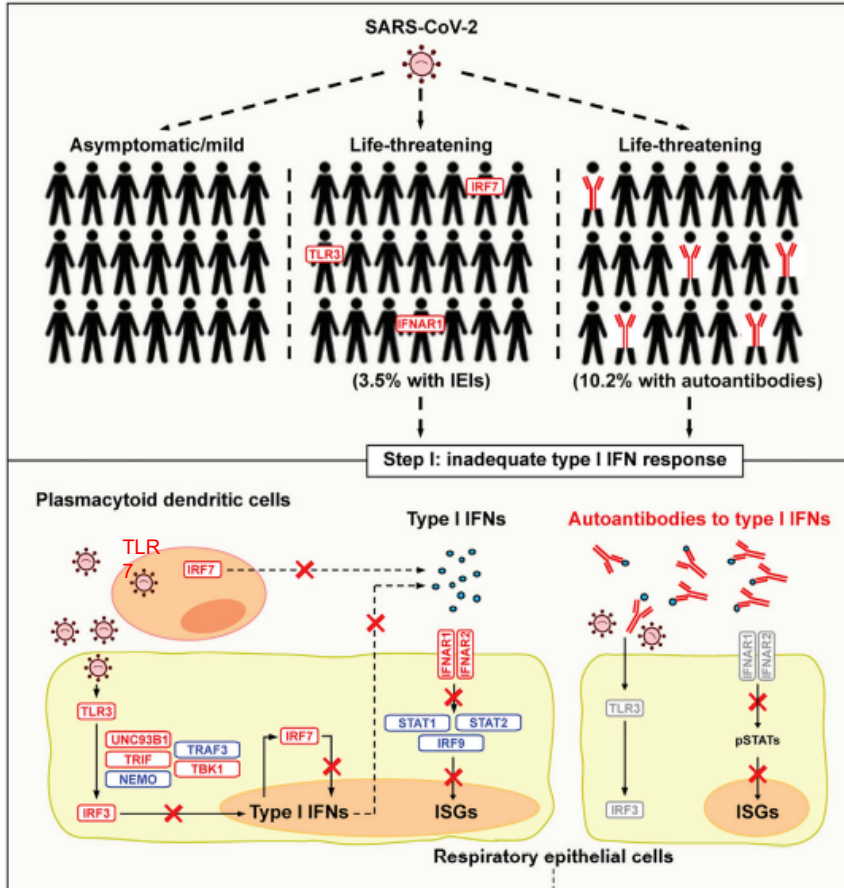 SARS-CoV-2
Asymptomatic/mild
Life-threatening
Life-threatening
IRF7
TLR3
IFNAR1
(3.5% with IEIs)
(10.2% with autoantibodies)
Step I: inadequate type I IFN response
Plasmacytoid dendritic cells
Type I IFNs
Autoantibodies to type I IFNs
TLR
7
IRF7
IFNAR1
IFNAR2
IFNAR1
IFNAR2
TLR3
UNC93B1
TRIF
NEMO
TRAF3
TBK1
IRF7
STAT1
STAT2
IRF9
TLR3
pSTATs
IRF3
Type I IFNs
ISGs
IRF3
ISGs
Respiratory epithelial cells